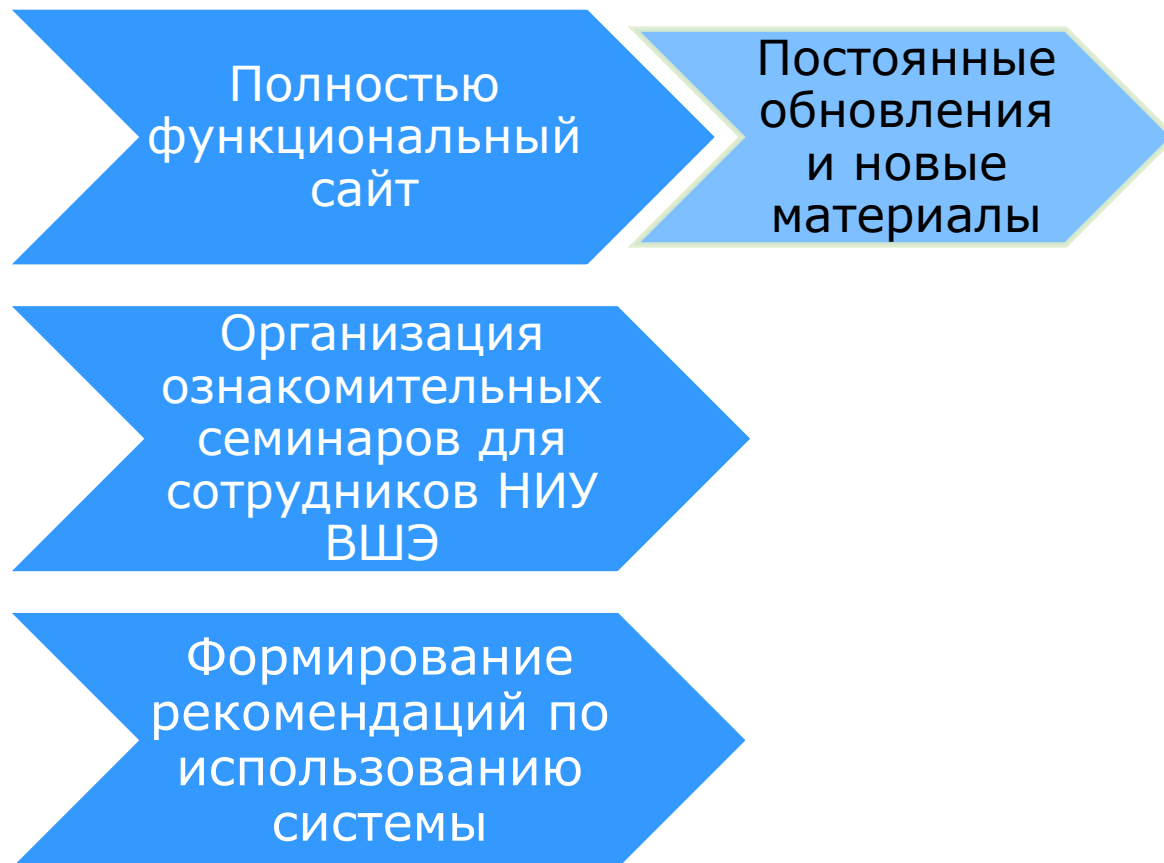 Полностью
функциональный
сайт
Постоянные
обновления
и новые
материалы
Организация
ознакомительных
семинаров для
сотрудников НИУ
ВШЭ
Формирование
рекомендаций по
использованию
системы